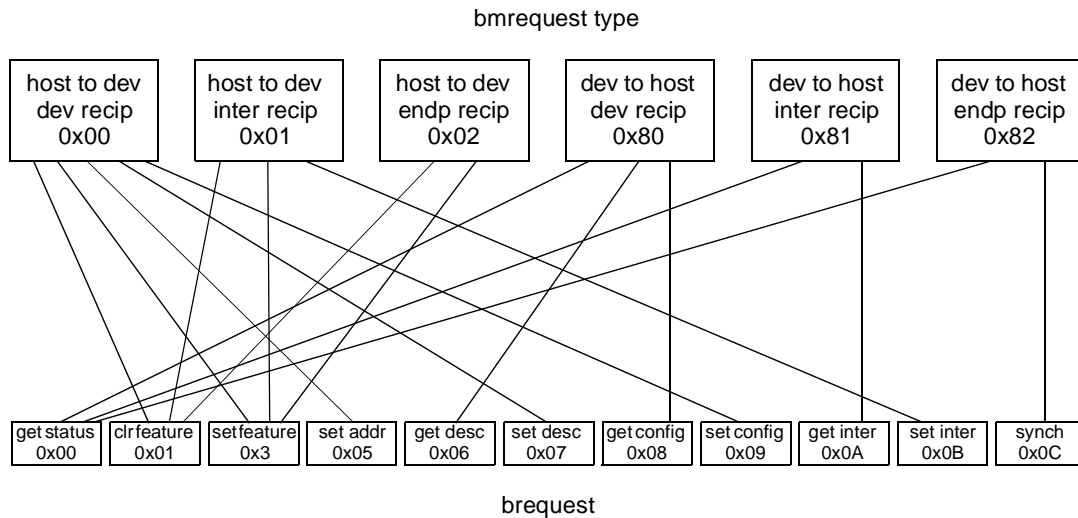 bmrequest type
host to dev
dev recip
0x00
host to dev
inter recip
0x01
host to dev
endp recip
0x02
dev to host
dev recip
0x80
dev to host
inter recip
0x81
dev to host
endp recip
0x82
get status
0x00
clr feature
0x01
set feature
0x3
set addr
0x05
get desc
0x06
set desc
0x07
get config
0x08
set config
0x09
get inter
0x0A
set inter
0x0B
synch
0x0C
brequest